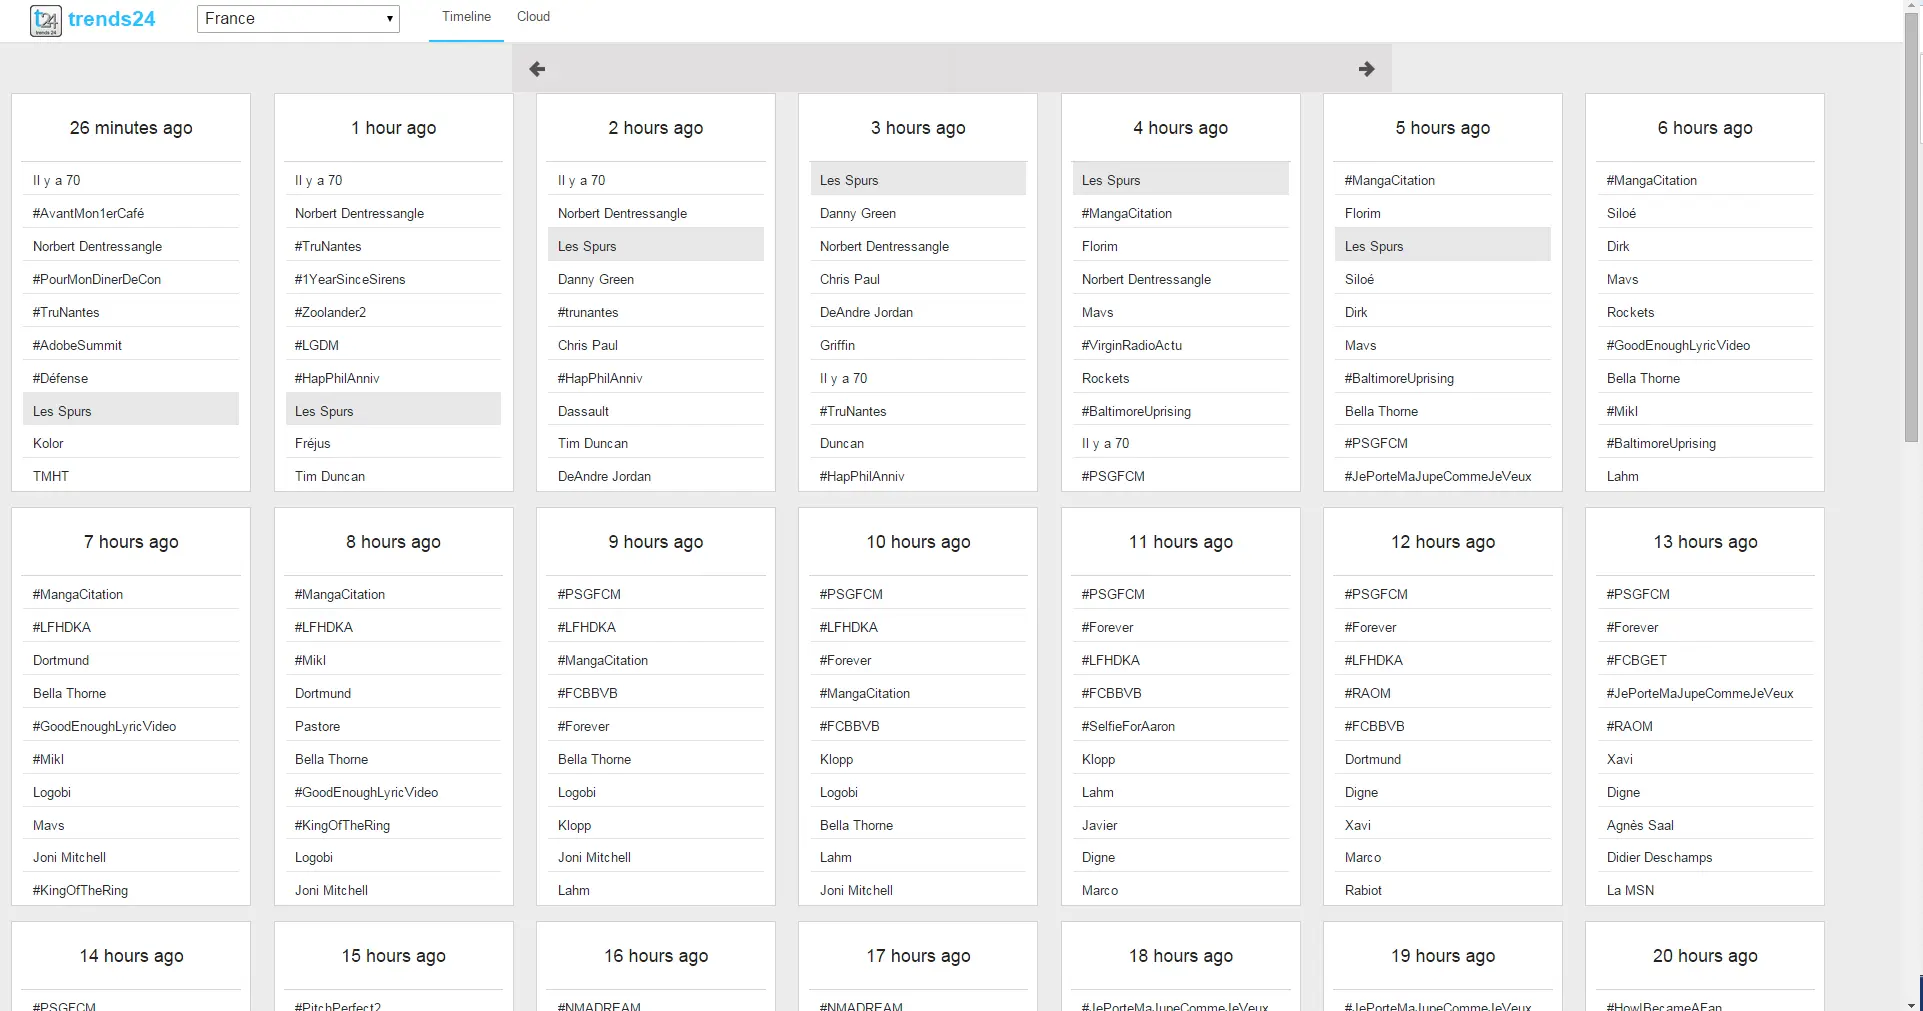 t24 trends24 France Timeline Cloud
trends 24
26 minutes ago
Il y a 70
#AvantMon1erCafé
Norbert Dentressangle
#PourMonDinerDeCon
#TruNantes
#AdobeSummit
#Défense
Les Spurs
Kolor
TMHT
1 hour ago
Il y a 70
Norbert Dentressangle
#TruNantes
#1YearSinceSirens
#Zoolander2
#LGDM
#HapPhilAnniv
Les Spurs
Fréjus
Tim Duncan
2 hours ago
Il y a 70
Norbert Dentressangle
Les Spurs
Danny Green
#trunantes
Chris Paul
#HapPhilAnniv
Dassault
Tim Duncan
DeAndre Jordan
3 hours ago
Les Spurs
Danny Green
Norbert Dentressangle
Chris Paul
DeAndre Jordan
Griffin
Il y a 70
#TruNantes
Duncan
#HapPhilAnniv
4 hours ago
Les Spurs
#MangaCitation
Florim
Norbert Dentressangle
Mavs
#VirginRadioActu
Rockets
#BaltimoreUprising
Il y a 70
#PSGFCM
5 hours ago
#MangaCitation
Florim
Les Spurs
Siloé
Dirk
Mavs
#BaltimoreUprising
Bella Thorne
#PSGFCM
#JePorteMaJupeCommeJeVeux
6 hours ago
#MangaCitation
Siloé
Dirk
Mavs
Rockets
#GoodEnoughLyricVideo
Bella Thorne
#Mikl
#BaltimoreUprising
Lahm
7 hours ago
#MangaCitation
#LFHDKA
Dortmund
Bella Thorne
#GoodEnoughLyricVideo
#Mikl
Logobi
Mavs
Joni Mitchell
#KingOfTheRing
8 hours ago
#MangaCitation
#LFHDKA
#Mikl
Dortmund
Pastore
Bella Thorne
#GoodEnoughLyricVideo
#KingOfTheRing
Logobi
Joni Mitchell
9 hours ago
#PSGFCM
#LFHDKA
#MangaCitation
#FCBBVB
#Forever
Bella Thorne
Logobi
Klopp
Joni Mitchell
Lahm
10 hours ago
#PSGFCM
#LFHDKA
#Forever
#MangaCitation
#FCBBVB
Klopp
Logobi
Bella Thorne
Lahm
Joni Mitchell
11 hours ago
#PSGFCM
#Forever
#LFHDKA
#FCBBVB
#SelfieForAaron
Klopp
Lahm
Javier
Digne
Marco
12 hours ago
#PSGFCM
#Forever
#LFHDKA
#RAOM
#FCBBVB
Dortmund
Digne
Xavi
Marco
Rabiot
13 hours ago
#PSGFCM
#Forever
#FCBGET
#JePorteMaJupeCommeJeVeux
#RAOM
Xavi
Digne
Agnès Saal
Didier Deschamps
La MSN
14 hours ago
#PSGFCM
15 hours ago
#PitchPerfect2
16 hours ago
#NMADREAM
17 hours ago
#NMADREAM
18 hours ago
#JePorteMaJupeCommeJeVeux
19 hours ago
#JePorteMaJupeCommeJeVeux
20 hours ago
#HowIBecameAFan